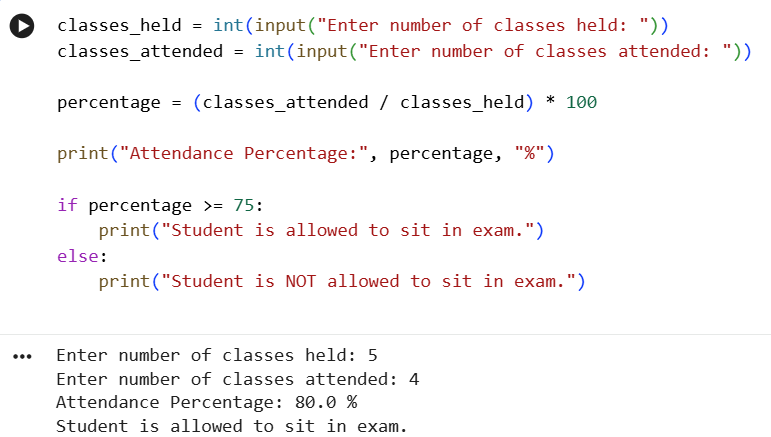 classes_held = int(input("Enter number of classes held: "))
classes_attended = int(input("Enter number of classes attended: "))

percentage = (classes_attended / classes_held) * 100

print("Attendance Percentage:", percentage, "%")

if percentage >= 75:
    print("Student is allowed to sit in exam.")
else:
    print("Student is NOT allowed to sit in exam.")

Enter number of classes held: 5
Enter number of classes attended: 4
Attendance Percentage: 80.0 %
Student is allowed to sit in exam.